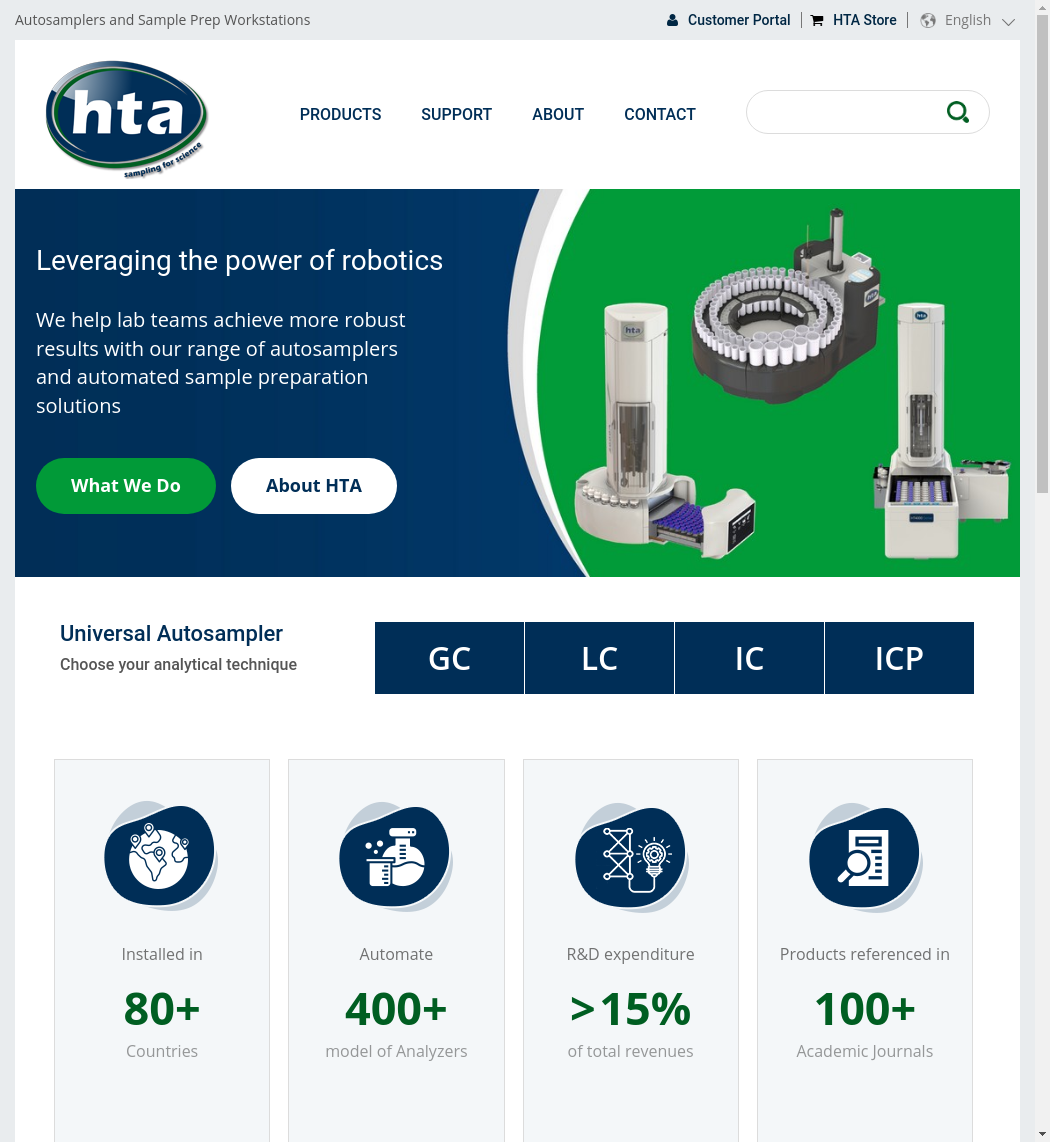 Autosamplers and Sample Prep Workstations
Customer Portal
HTA Store
English
hta
sampling for science
PRODUCTS
SUPPORT
ABOUT
CONTACT
Leveraging the power of robotics
We help lab teams achieve more robust
results with our range of autosamplers
and automated sample preparation
solutions
What We Do
About HTA
hta
hta
hta
Universal Autosampler
Choose your analytical technique
GC
LC
IC
ICP
Installed in
80+
Countries
Automate
400+
model of Analyzers
R&D expenditure
>15%
of total revenues
Products referenced in
100+
Academic Journals